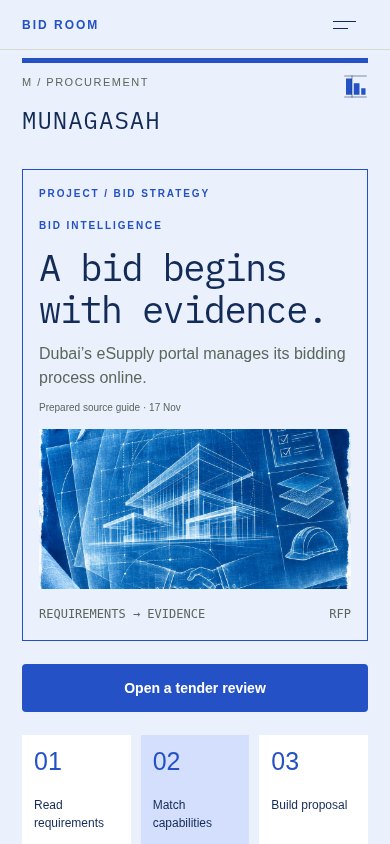 BID ROOM
M / PROCUREMENT
MUNAGASAH
PROJECT / BID STRATEGY
BID INTELLIGENCE
A bid begins
with evidence.
Dubai’s eSupply portal manages its bidding
process online.
Prepared source guide · 17 Nov
REQUIREMENTS → EVIDENCE RFP
Open a tender review
01 02 03
Read Match Build proposal
requirements capabilities